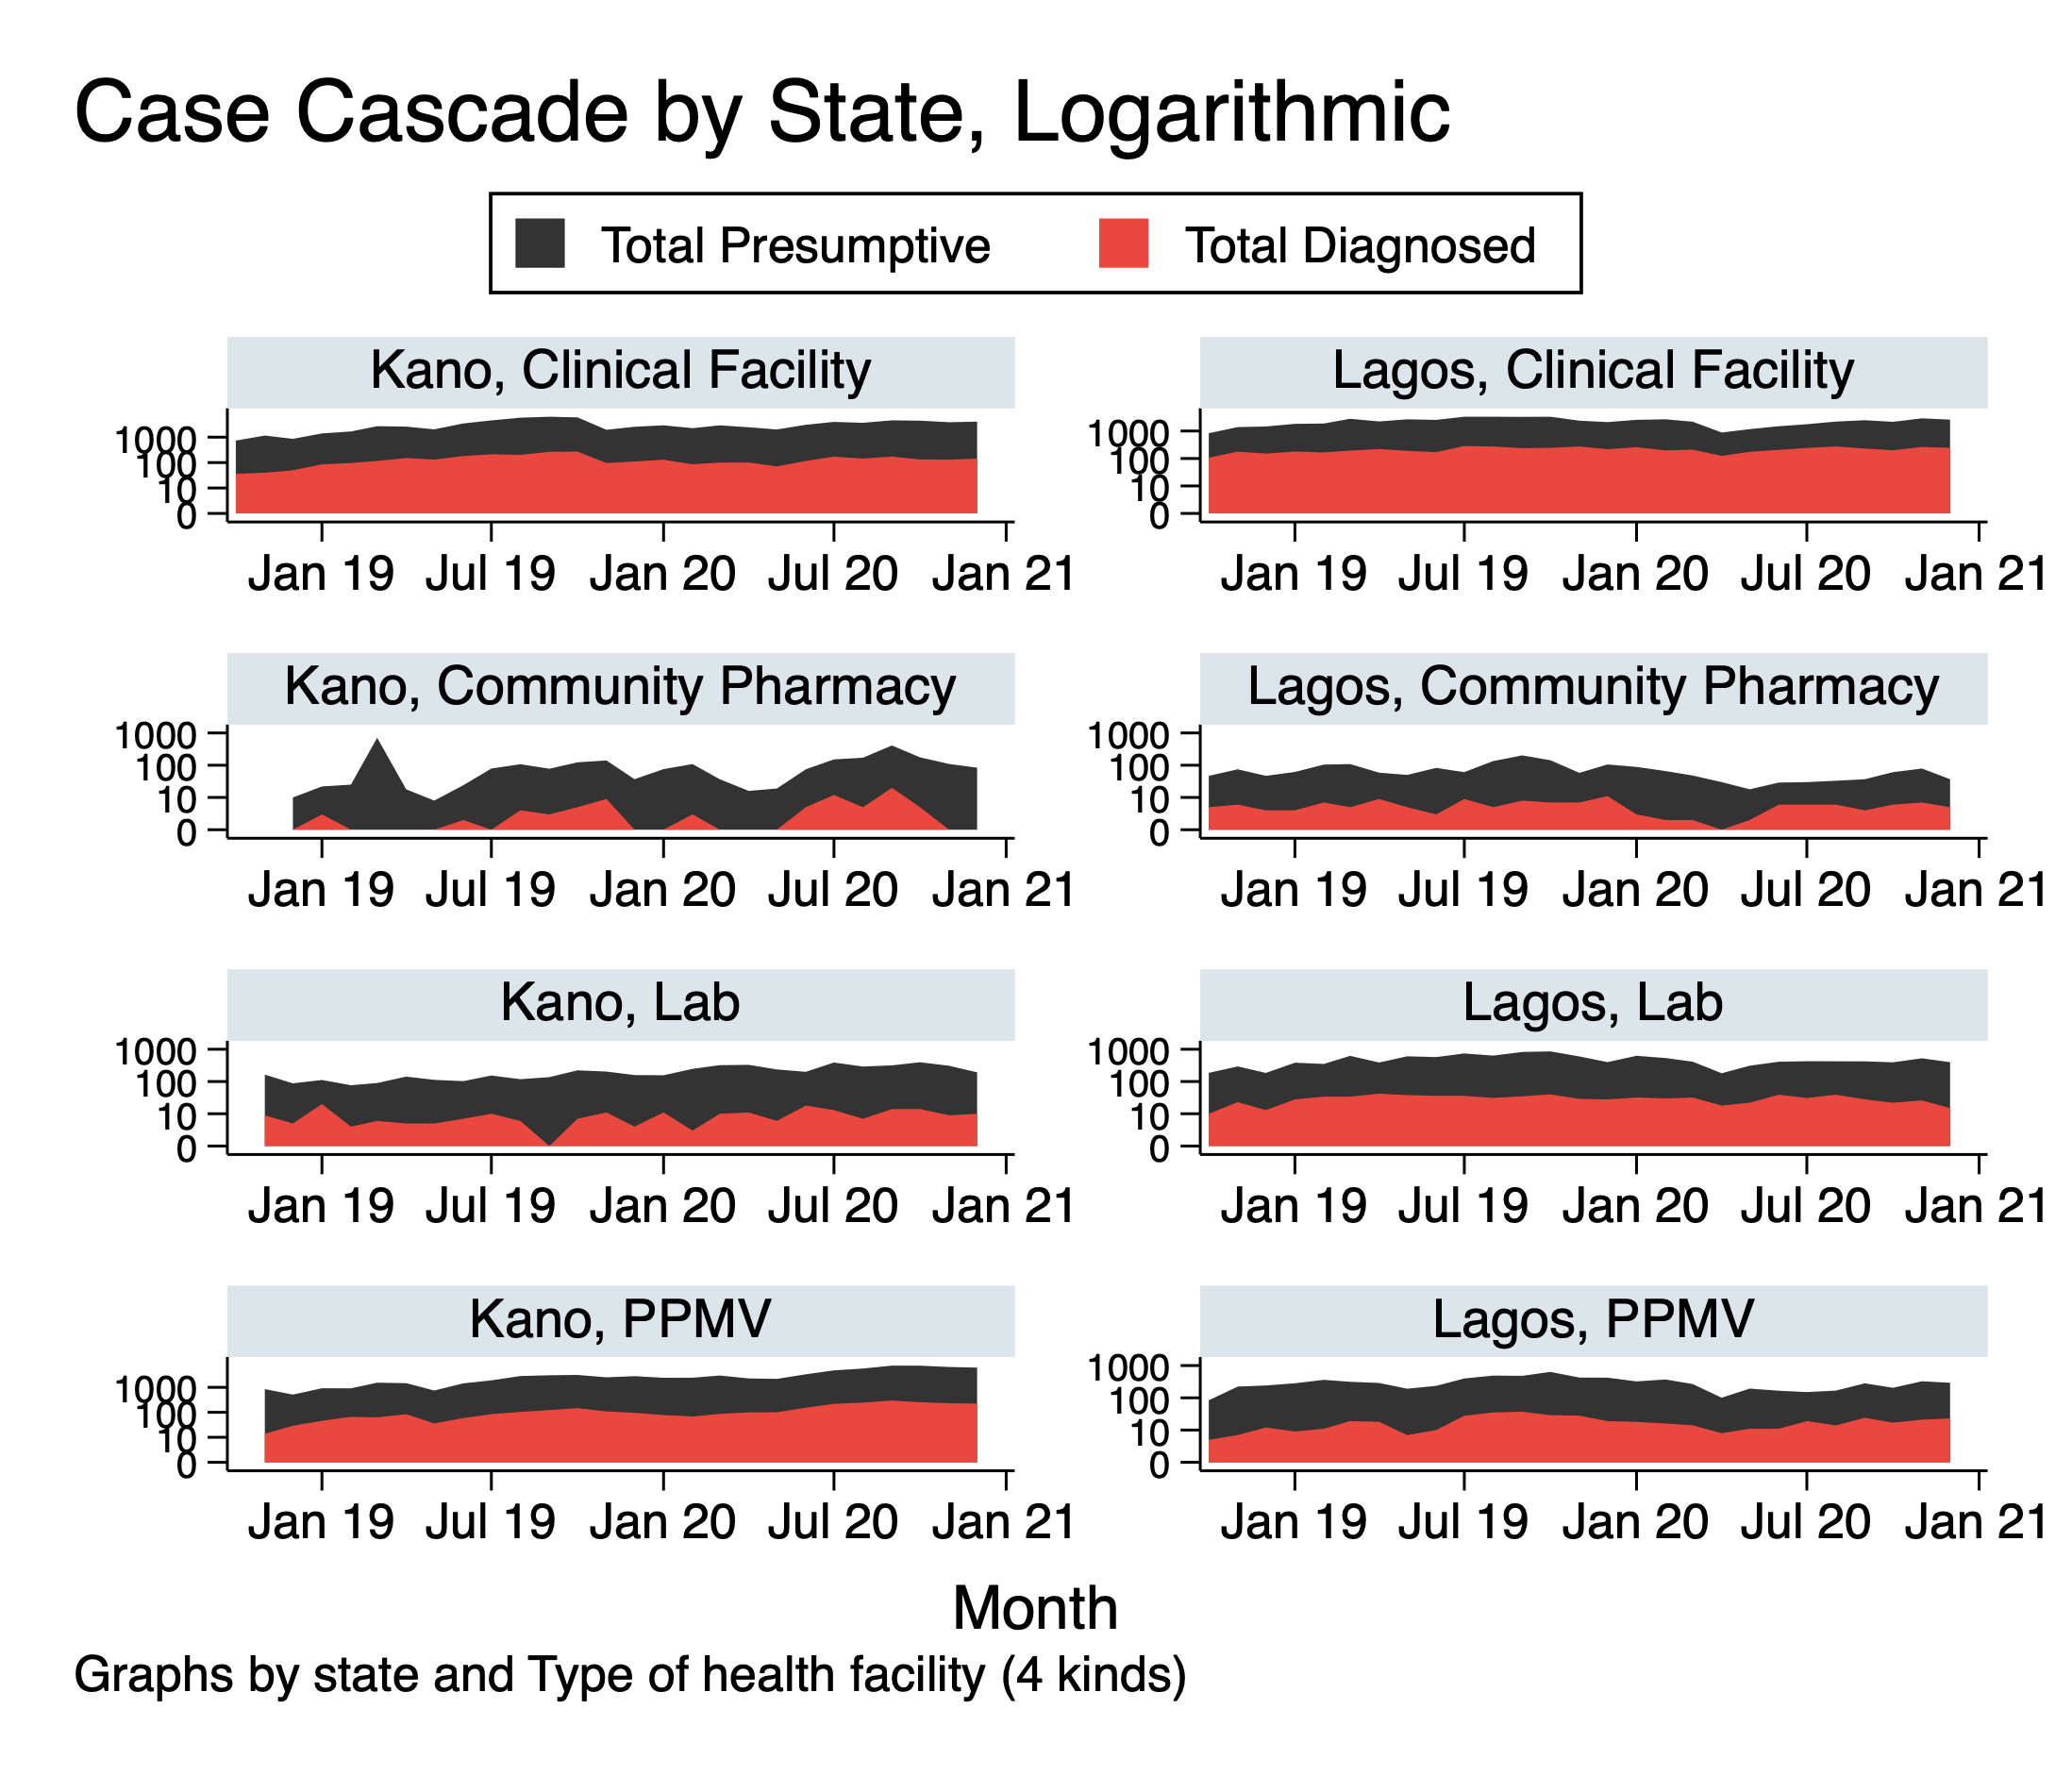 Case Cascade by State, Logarithmic
Total Presumptive Total Diagnosed
Kano, Clinical Facility
1000
100
10
0
Jan 19 Jul 19 Jan 20 Jul 20 Jan 21
Lagos, Clinical Facility
1000
100
10
0
Jan 19 Jul 19 Jan 20 Jul 20 Jan 21
Kano, Community Pharmacy
1000
100
10
0
Jan 19 Jul 19 Jan 20 Jul 20 Jan 21
Lagos, Community Pharmacy
1000
100
10
0
Jan 19 Jul 19 Jan 20 Jul 20 Jan 21
Kano, Lab
1000
100
10
0
Jan 19 Jul 19 Jan 20 Jul 20 Jan 21
Lagos, Lab
1000
100
10
0
Jan 19 Jul 19 Jan 20 Jul 20 Jan 21
Kano, PPMV
1000
100
10
0
Jan 19 Jul 19 Jan 20 Jul 20 Jan 21
Lagos, PPMV
1000
100
10
0
Jan 19 Jul 19 Jan 20 Jul 20 Jan 21
Month
Graphs by state and Type of health facility (4 kinds)